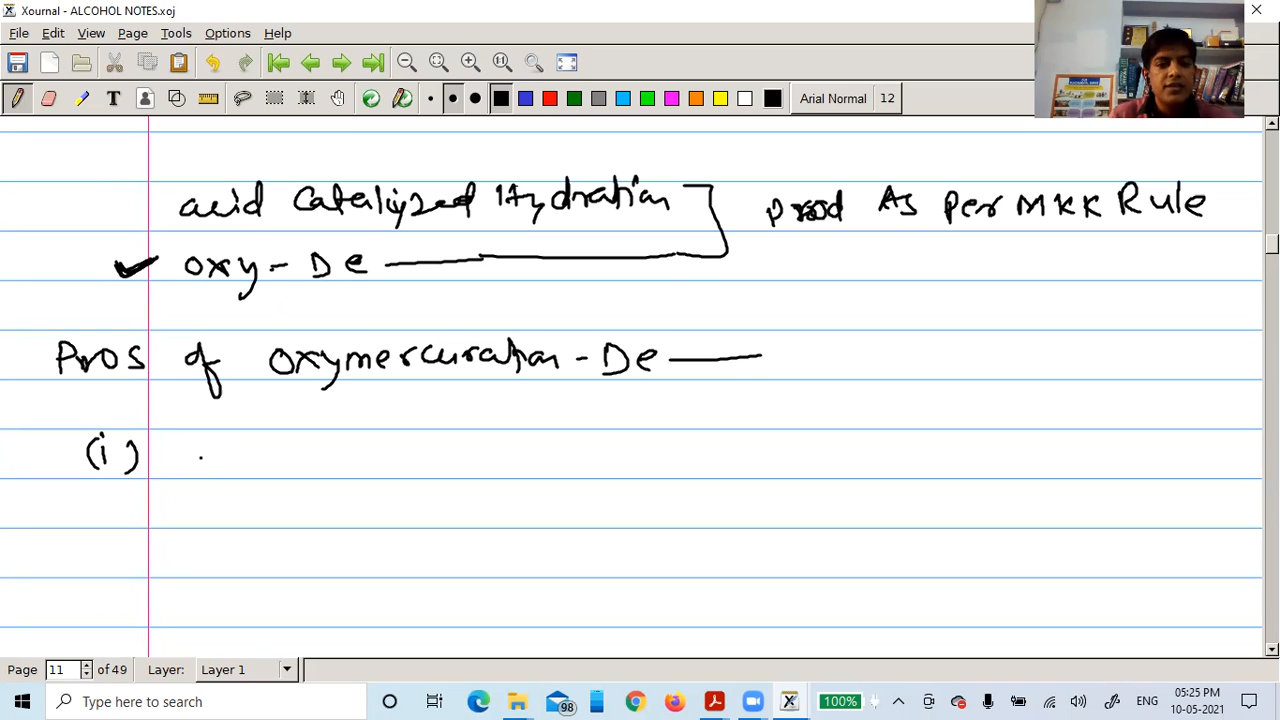 Xournal - ALCOHOL NOTES.xoj
File Edit View Page Tools Options Help
Arial Normal 12
acid Catalyzed Hydration
prod As Per MKK Rule
oxy- De
Pros of Oxymercuration - De
(i)
Page 11 of 49 Layer: Layer 1
Type here to search
98
100%
ENG
05:25 PM
10-05-2021